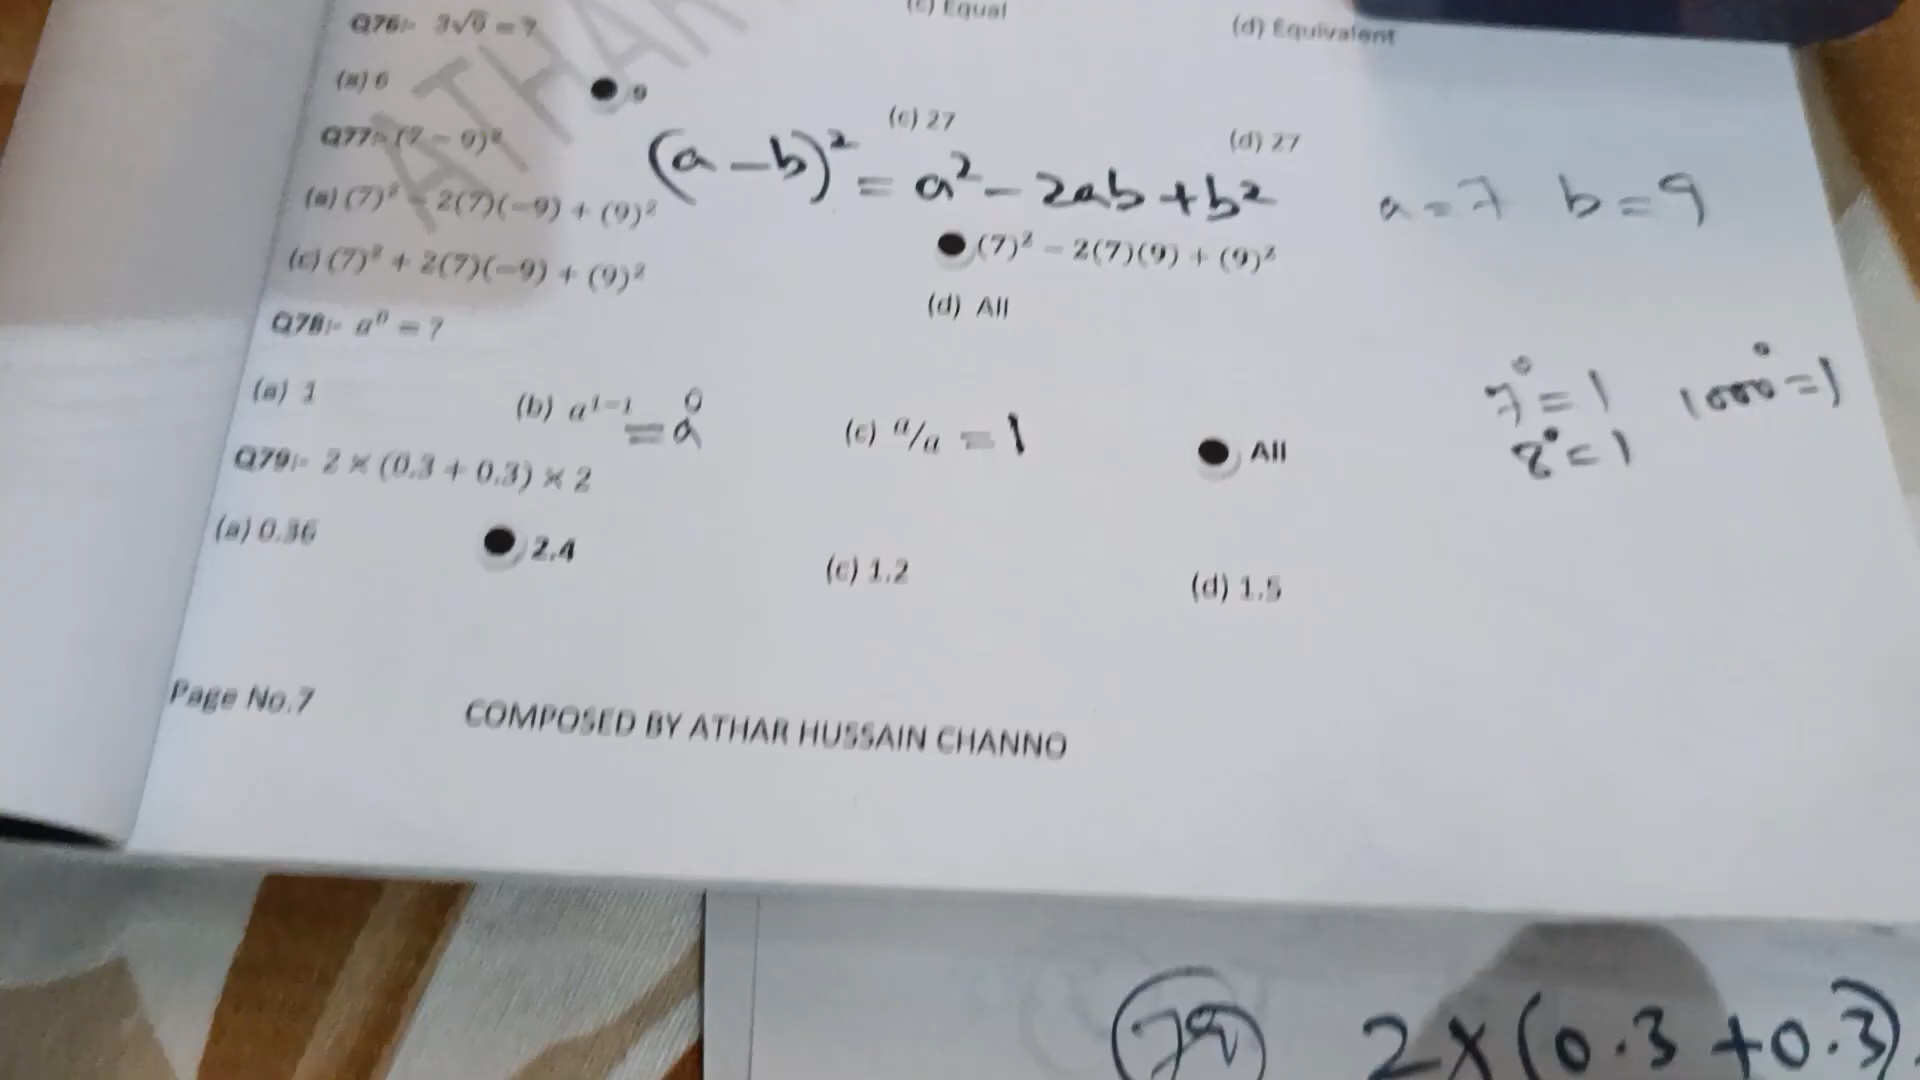 (c) Equal (d) Equivalent
Q76:- 3√9 = ?
(a) 6 9 (c) 27 (d) 27
Q77:- (7 − 9)²
(a − b)² = a² − 2ab + b² a = 7 b = 9
(a) (7)² − 2(7)(−9) + (9)² (7)² − 2(7)(9) + (9)²
(c) (7)² + 2(7)(−9) + (9)² (d) All
Q78:- a⁰ = ?
7⁰ = 1 1000⁰ = 1
(a) 1 (b) a¹⁻¹ = a⁰ (c) a/a = 1 All
8⁰ = 1
Q79:- 2 × (0.3 + 0.3) × 2
(a) 0.36 2.4 (c) 1.2 (d) 1.5
Page No.7 COMPOSED BY ATHAR HUSSAIN CHANNO
79 2 × (0.3 + 0.3)
ATHAR